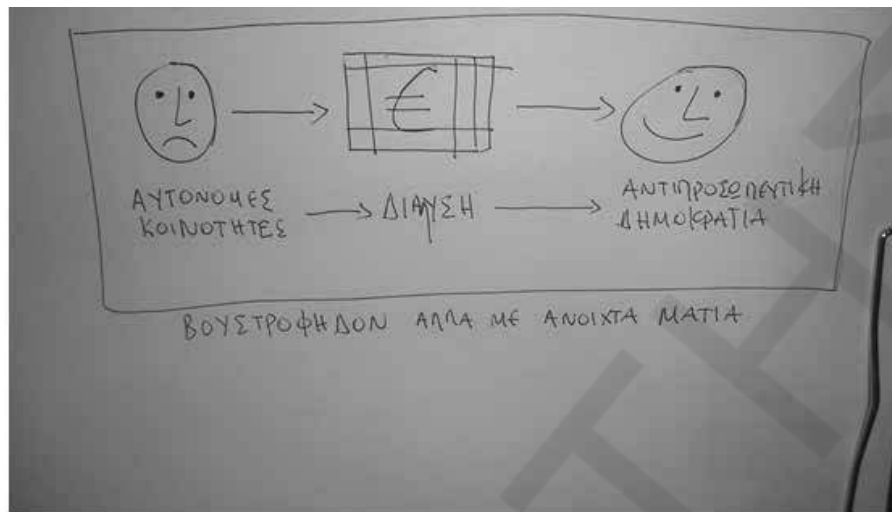 €
ΑΥΤΟΝΟΜΕΣ
ΚΟΙΝΟΤΗΤΕΣ
ΔΙΑΛΥΣΗ
ΑΝΤΙΠΡΟΣΩΠΕΥΤΙΚΗ
ΔΗΜΟΚΡΑΤΙΑ
ΒΟΥΣΤΡΟΦΗΔΟΝ ΑΛΛΑ ΜΕ ΑΝΟΙΧΤΑ ΜΑΤΙΑ